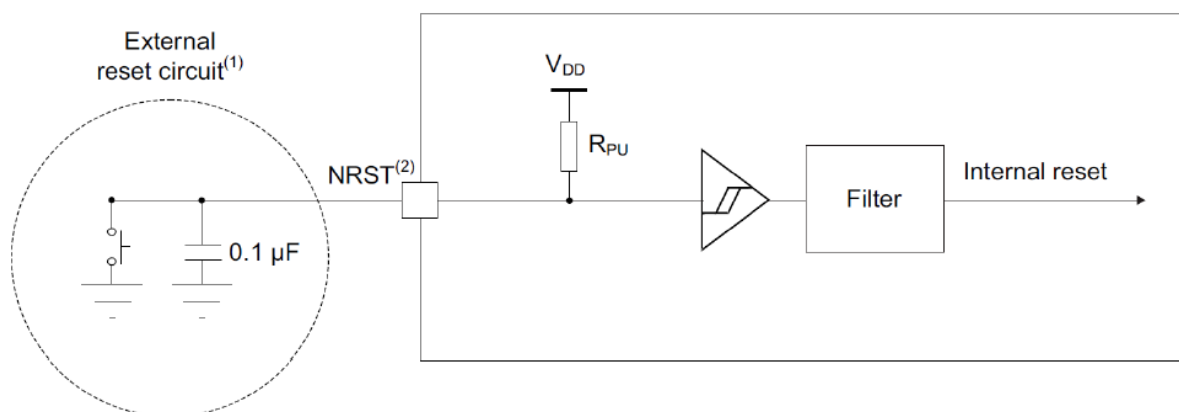 External
reset circuit(1)
VDD
RPU
NRST(2)
Internal reset
Filter
0.1 µF